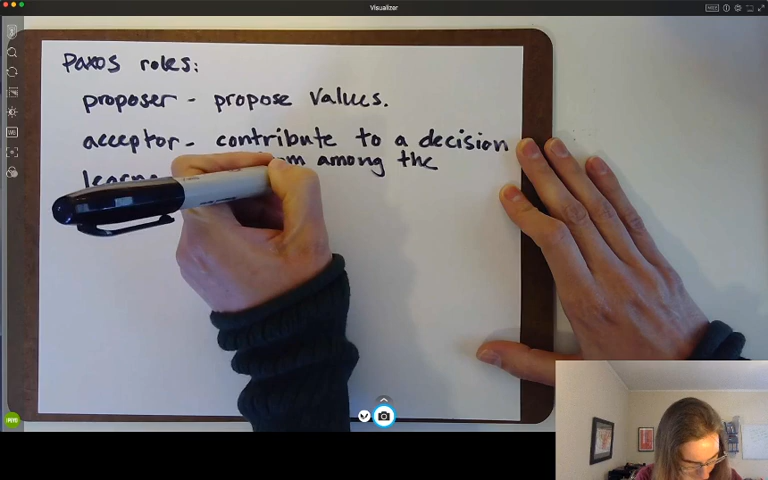 Visualizer
Paxos roles:
proposer - propose values.
acceptor - contribute to a decision
among the